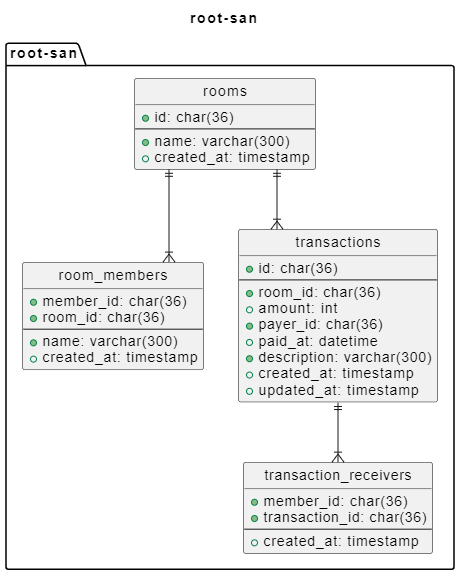 root-san
root-san
rooms
id: char(36)
name: varchar(300)
created_at: timestamp
transactions
id: char(36)
room_id: char(36)
amount: int
payer_id: char(36)
paid_at: datetime
description: varchar(300)
created_at: timestamp
updated_at: timestamp
room_members
member_id: char(36)
room_id: char(36)
name: varchar(300)
created_at: timestamp
transaction_receivers
member_id: char(36)
transaction_id: char(36)
created_at: timestamp